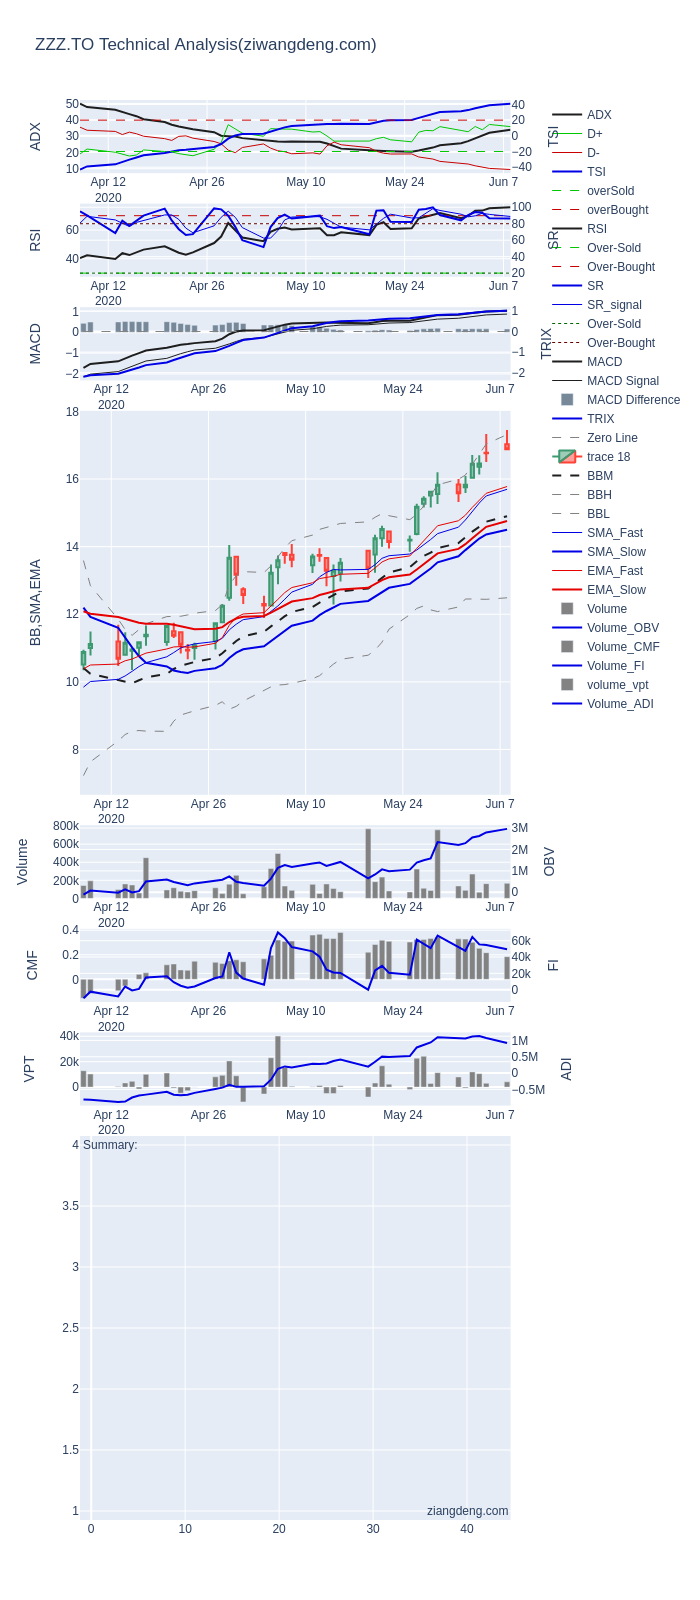 ZZZ.TO Technical Analysis(ziwangdeng.com)
50
40
30
20
10
ADX
40
20
0
−20
−40
TSI
Apr 12
2020
Apr 26
May 10
May 24
Jun 7
60
40
RSI
100
80
60
40
20
SR
Apr 12
2020
Apr 26
May 10
May 24
Jun 7
1
0
−1
−2
MACD
1
0
−1
−2
TRIX
Apr 12
2020
Apr 26
May 10
May 24
Jun 7
18
16
14
12
10
8
BB,SMA,EMA
Apr 12
2020
Apr 26
May 10
May 24
Jun 7
800k
600k
400k
200k
0
Volume
3M
2M
1M
0
OBV
Apr 12
2020
Apr 26
May 10
May 24
Jun 7
0.4
0.2
0
CMF
60k
40k
20k
0
FI
Apr 12
2020
Apr 26
May 10
May 24
Jun 7
40k
20k
0
VPT
1M
0.5M
0
−0.5M
ADI
Apr 12
2020
Apr 26
May 10
May 24
Jun 7
4
3.5
3
2.5
2
1.5
1
Summary:
ziangdeng.com
0
10
20
30
40
ADX
D+
D-
TSI
overSold
overBought
RSI
Over-Sold
Over-Bought
SR
SR_signal
Over-Sold
Over-Bought
MACD
MACD Signal
MACD Difference
TRIX
Zero Line
trace 18
BBM
BBH
BBL
SMA_Fast
SMA_Slow
EMA_Fast
EMA_Slow
Volume
Volume_OBV
Volume_CMF
Volume_FI
volume_vpt
Volume_ADI